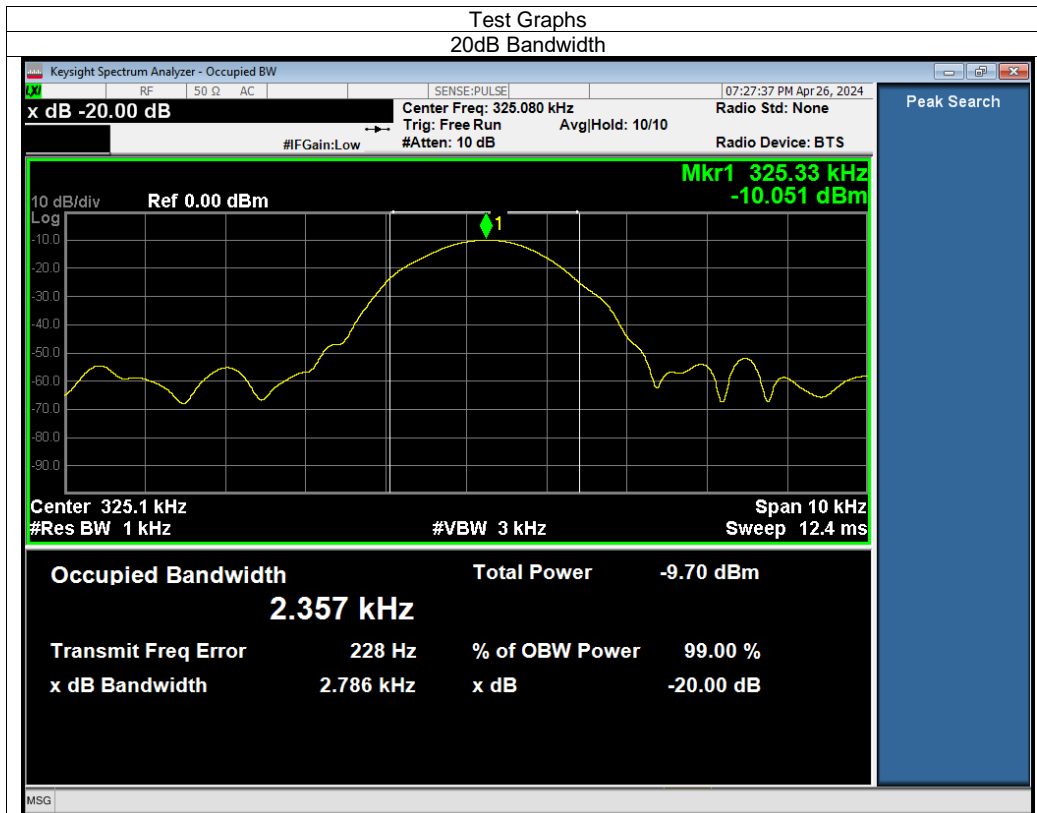 Test Graphs
20dB Bandwidth
Keysight Spectrum Analyzer - Occupied BW
LXI RF 50 Ω AC SENSE:PULSE 07:27:37 PM Apr 26, 2024
x dB -20.00 dB Center Freq: 325.080 kHz Radio Std: None Peak Search
Trig: Free Run Avg|Hold: 10/10
#IFGain:Low #Atten: 10 dB Radio Device: BTS
Mkr1 325.33 kHz
10 dB/div Ref 0.00 dBm -10.051 dBm
Log
1
-10.0
-20.0
-30.0
-40.0
-50.0
-60.0
-70.0
-80.0
-90.0
Center 325.1 kHz Span 10 kHz
#Res BW 1 kHz #VBW 3 kHz Sweep 12.4 ms
Occupied Bandwidth Total Power -9.70 dBm
2.357 kHz
Transmit Freq Error 228 Hz % of OBW Power 99.00 %
x dB Bandwidth 2.786 kHz x dB -20.00 dB
MSG